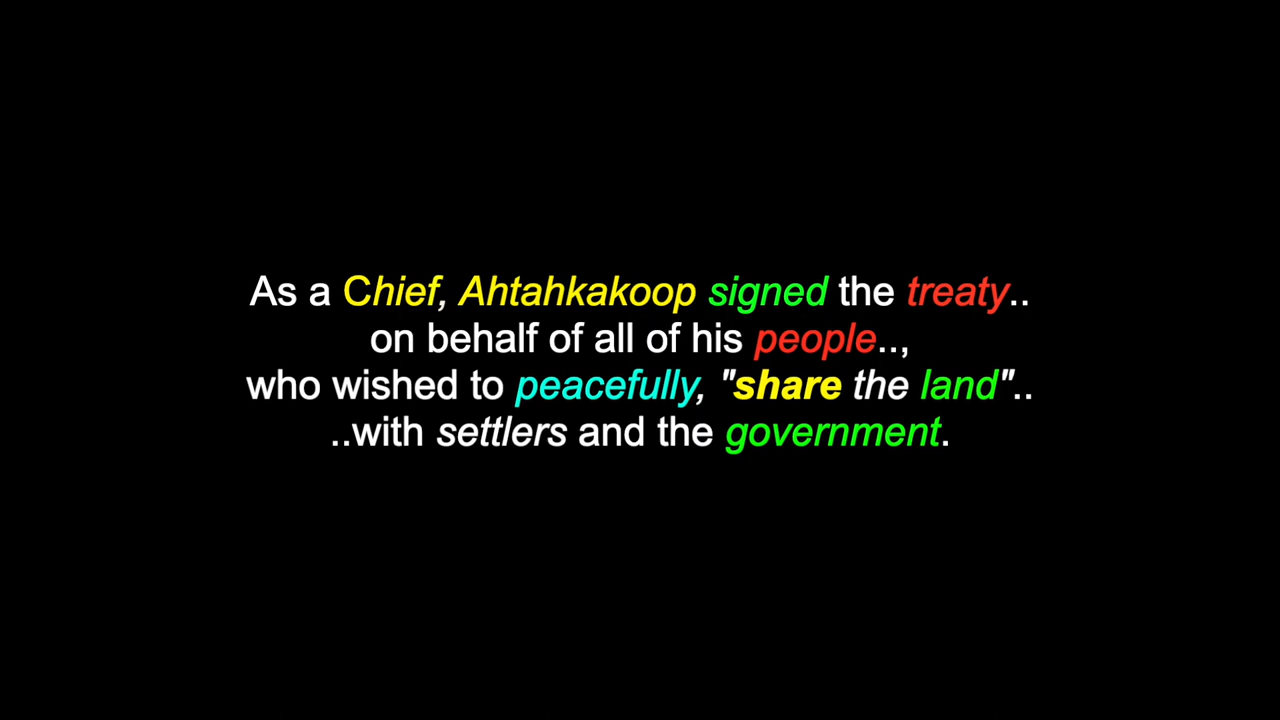 As a Chief, Ahtahkakoop signed the treaty..
on behalf of all of his people..,
who wished to peacefully, "share the land"..
..with settlers and the government.